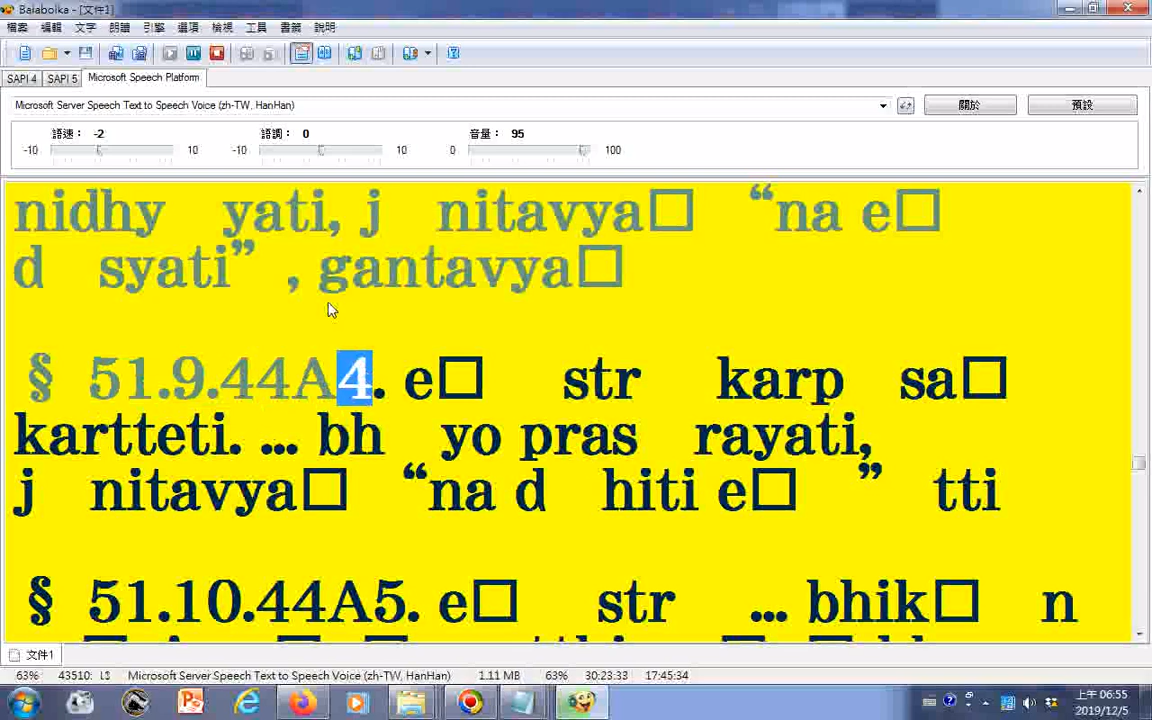 Balabolka - [文件1]
檔案 編輯 文字 朗讀 引擎 選項 檢視 工具 書籤 說明
SAPI 4 SAPI 5 Microsoft Speech Platform
Microsoft Server Speech Text to Speech Voice (zh-TW, HanHan)
關於 預設
語速： -2 語調： 0 音量： 95
-10 10 -10 10 0 100
nidhy yati, j nitavya□ “na e□
d syati” , gantavya□
§ 51.9.44A4. e□ str karp sa□
kartteti. ... bh yo pras rayati,
j nitavya□ “na d hiti e□ ” tti
§ 51.10.44A5. e□ str ... bhik□ n
文件1
63% 43510: Microsoft Server Speech Text to Speech Voice (zh-TW, HanHan) 1.11 MB 63% 30:23:33 17:45:34
上午 06:55
2019/12/5